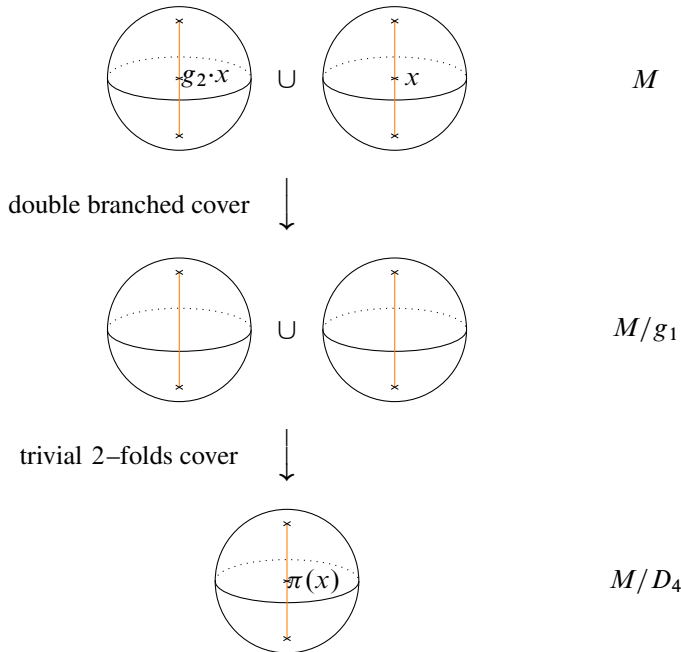 g₂·x ∪ x M
double branched cover
∪ M/g₁
trivial 2–folds cover
π(x) M/D₄